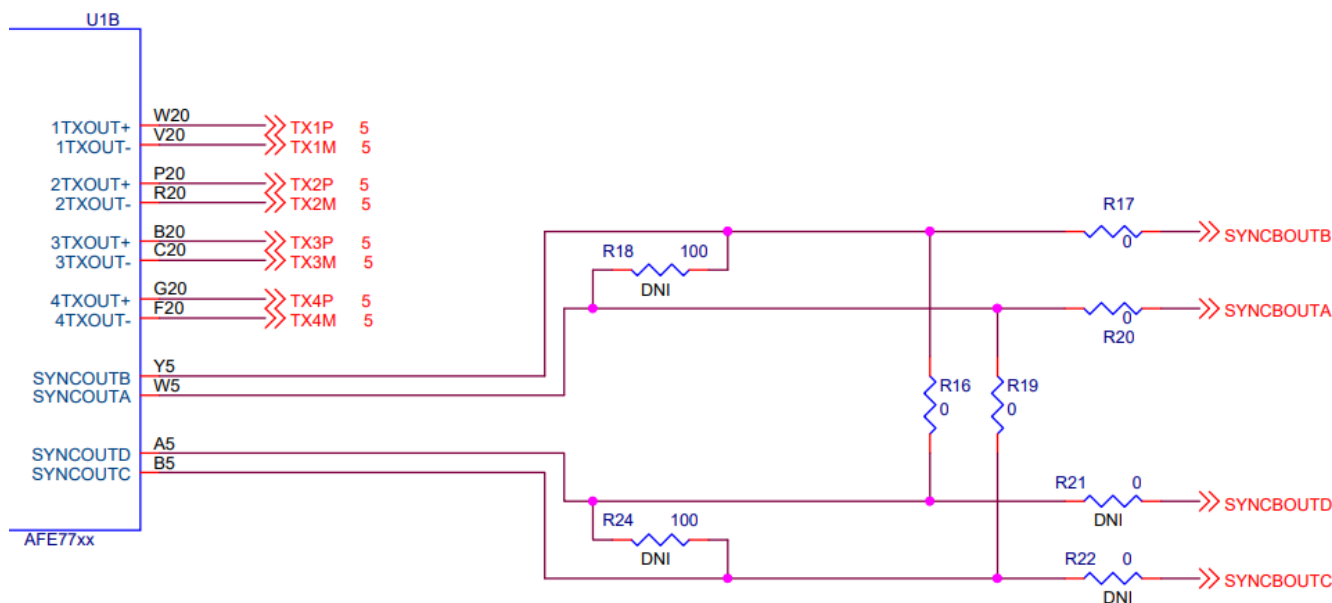 U1B
1TXOUT+ W20 TX1P 5
1TXOUT- V20 TX1M 5
2TXOUT+ P20 TX2P 5
2TXOUT- R20 TX2M 5
3TXOUT+ B20 TX3P 5
3TXOUT- C20 TX3M 5
4TXOUT+ G20 TX4P 5
4TXOUT- F20 TX4M 5
R17
0
SYNCBOUTB
R18 100
DNI
0
R20
SYNCBOUTA
SYNCOUTB Y5
SYNCOUTA W5
R16
0
R19
0
SYNCOUTD A5
SYNCOUTC B5
R21 0
DNI
SYNCBOUTD
R24 100
DNI
R22 0
DNI
SYNCBOUTC
AFE77xx